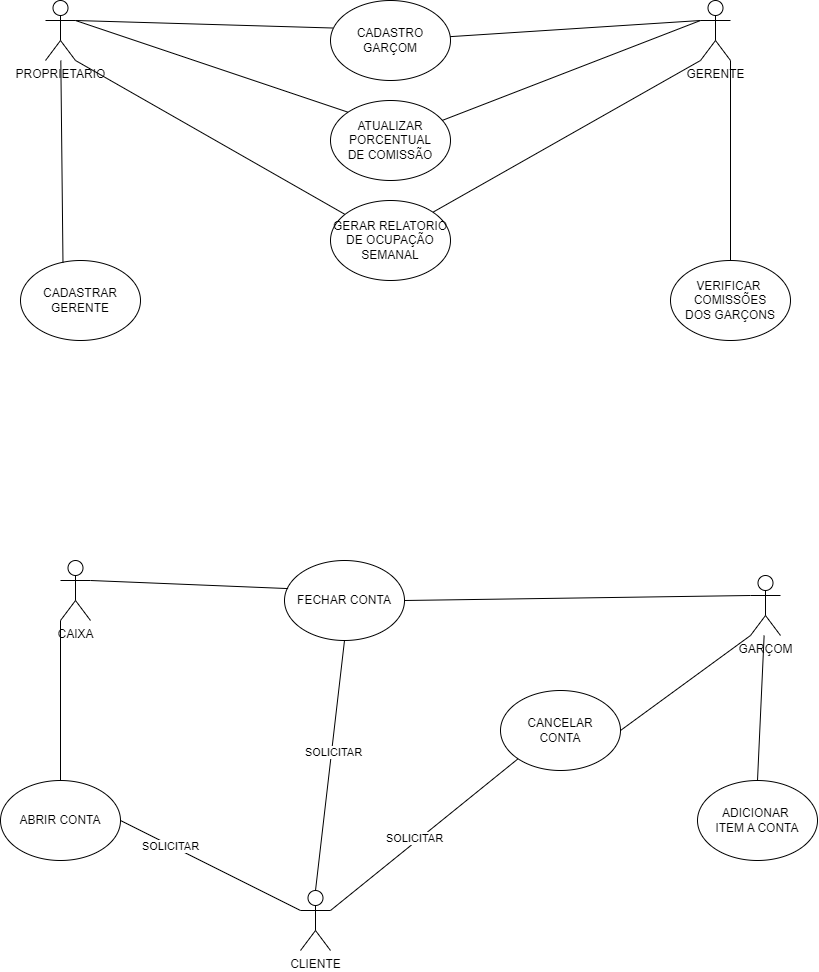 CADASTRO
GARÇOM
PROPRIETARIO
GERENTE
ATUALIZAR
PORCENTUAL
DE COMISSÃO
GERAR RELATORIO
DE OCUPAÇÃO
SEMANAL
CADASTRAR
GERENTE
VERIFICAR
COMISSÕES
DOS GARÇONS
FECHAR CONTA
CAIXA
GARÇOM
CANCELAR
CONTA
SOLICITAR
ABRIR CONTA
ADICIONAR
ITEM A CONTA
SOLICITAR
SOLICITAR
CLIENTE